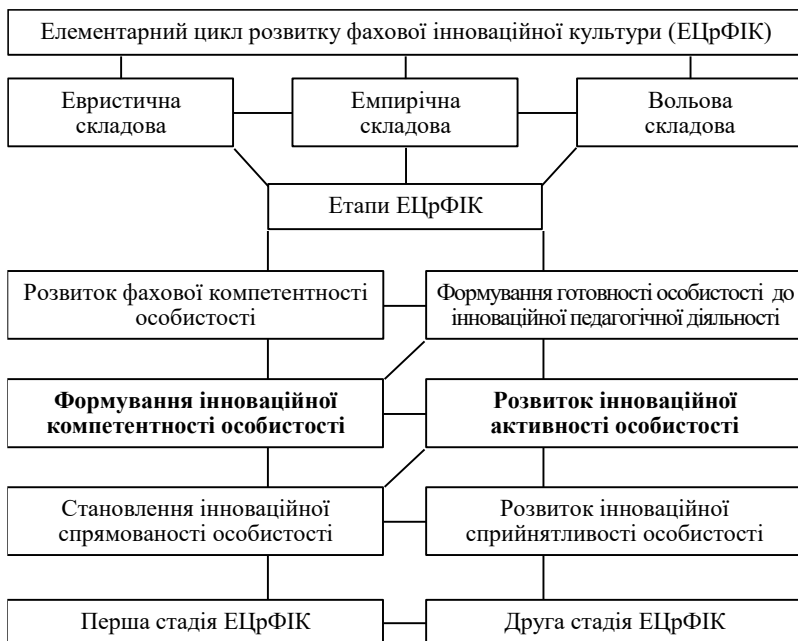 Елементарний цикл розвитку фахової інноваційної культури (ЕЦрФІК)
Евристична
складова
Емпирічна
складова
Вольова
складова
Етапи ЕЦрФІК
Розвиток фахової компетентності
особистості
Формування готовності особистості до
інноваційної педагогічної діяльності
Формування інноваційної
компетентності особистості
Розвиток інноваційної
активності особистості
Становлення інноваційної
спрямованості особистості
Розвиток інноваційної
сприйнятливості особистості
Перша стадія ЕЦрФІК
Друга стадія ЕЦрФІК